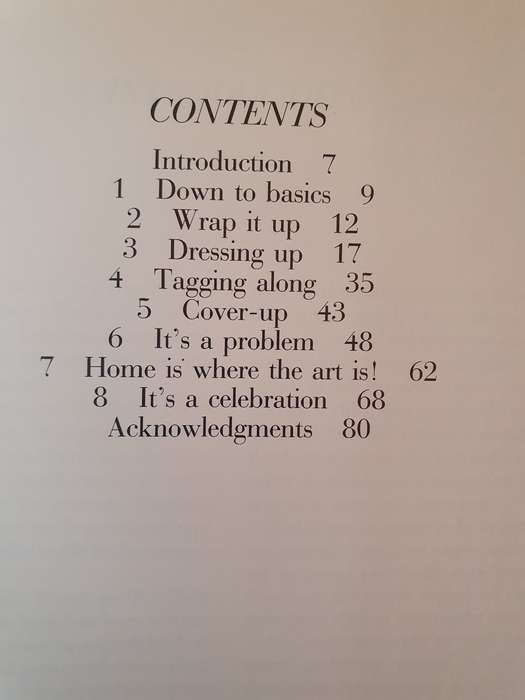 CONTENTS
Introduction 7
1 Down to basics 9
2 Wrap it up 12
3 Dressing up 17
4 Tagging along 35
5 Cover-up 43
6 It's a problem 48
7 Home is where the art is! 62
8 It's a celebration 68
Acknowledgments 80